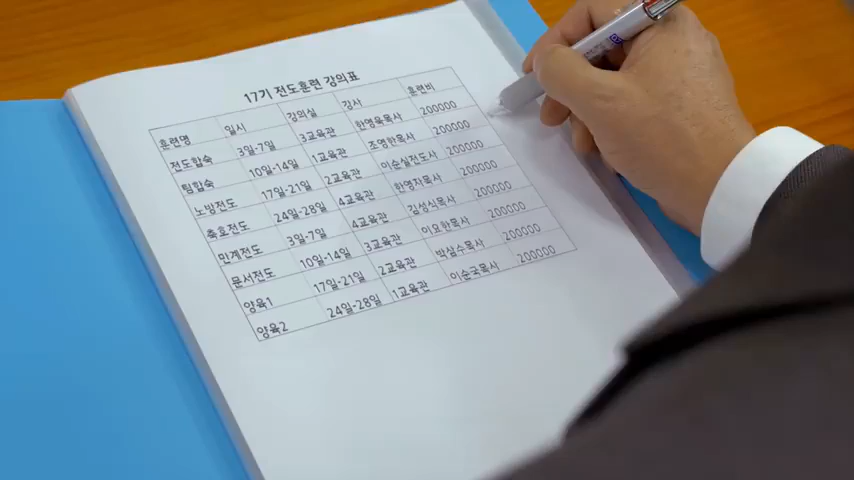 17기 전도훈련 강의표
훈련명 일시 강의실 강사 훈련비
전도합숙 3일-7일 3교육관 한영육목사 200000
팀합숙 10일-14일 1교육관 조영한목사 200000
노방전도 17일-21일 2교육관 이순실전도사 200000
축호전도 24일-28일 4교육관 한영자목사 200000
민계전도 3일-7일 4교육관 김성식목사 200000
문서전도 10일-14일 3교육관 이요하목사 200000
양육1 17일-21일 2교육관 박심수목사 200000
양육2 24일-28일 1교육관 이순국목사 200000